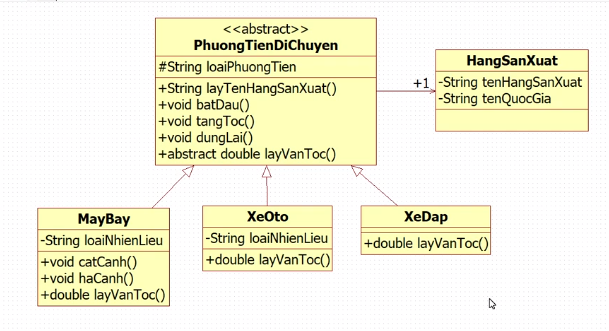 <<abstract>>
PhuongTienDiChuyen
#String loaiPhuongTien
+String layTenHangSanXuat()
+void batDau()
+void tangToc()
+void dungLai()
+abstract double layVanToc()
+1
HangSanXuat
-String tenHangSanXuat
-String tenQuocGia
MayBay
-String loaiNhienLieu
+void catCanh()
+void haCanh()
+double layVanToc()
XeOto
-String loaiNhienLieu
+double layVanToc()
XeDap
+double layVanToc()